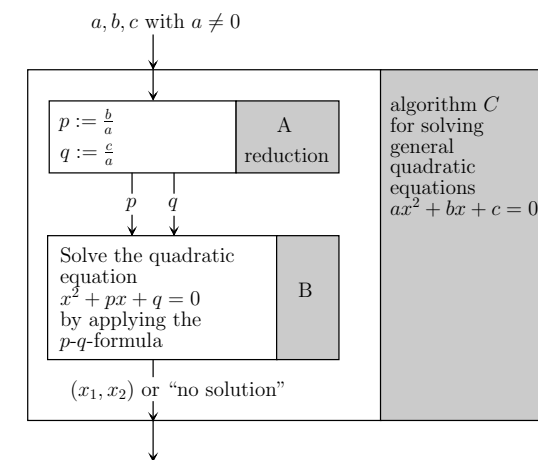 a, b, c with a ≠ 0
p := b/a
q := c/a
A
reduction
algorithm C
for solving
general
quadratic
equations
ax² + bx + c = 0
p q
Solve the quadratic
equation
x² + px + q = 0
by applying the
p-q-formula
B
(x₁, x₂) or “no solution”